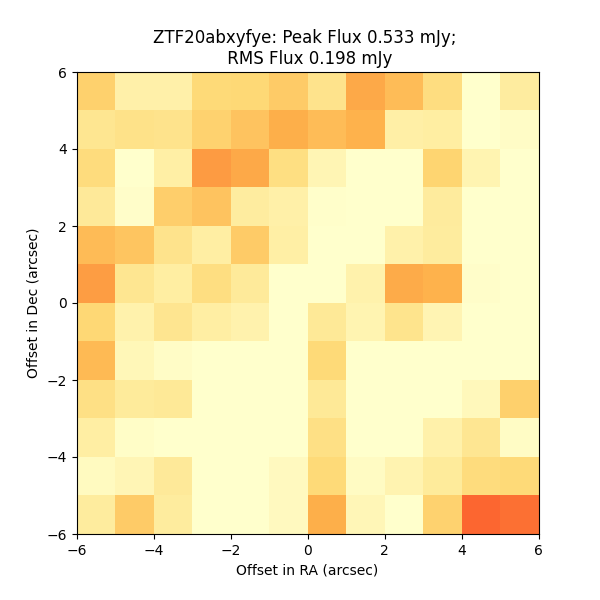 ZTF20abxyfye: Peak Flux 0.533 mJy;
RMS Flux 0.198 mJy
6
4
2
0
−2
−4
−6
Offset in Dec (arcsec)
−6 −4 −2 0 2 4 6
Offset in RA (arcsec)